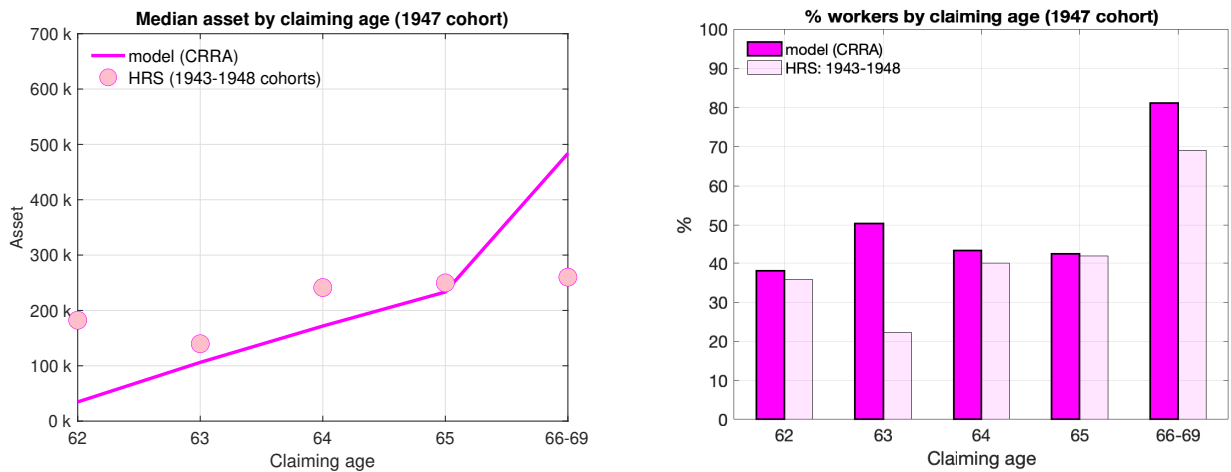 Median asset by claiming age (1947 cohort)
700 k
600 k
500 k
400 k
300 k
200 k
100 k
0 k
Asset
model (CRRA)
HRS (1943-1948 cohorts)
62
63
64
65
66-69
Claiming age
% workers by claiming age (1947 cohort)
100
90
80
70
60
50
40
30
20
10
0
%
model (CRRA)
HRS: 1943-1948
62
63
64
65
66-69
Claiming age